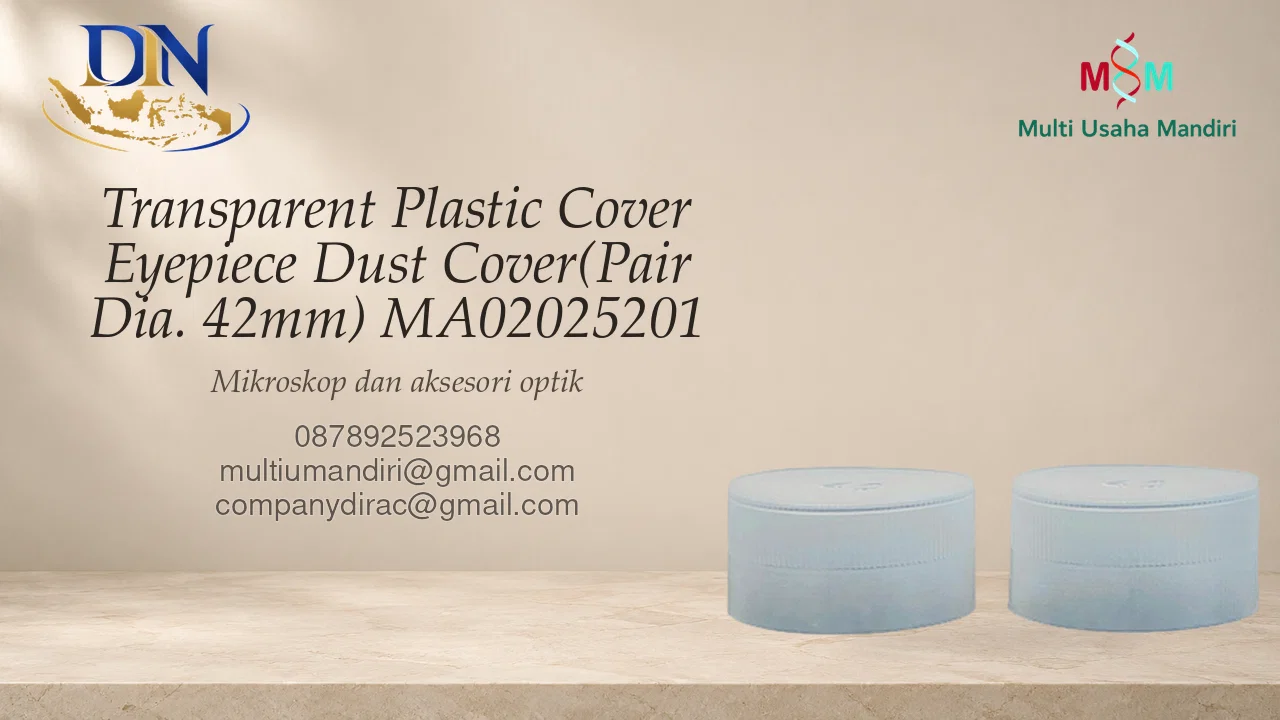 DIN
M M
Multi Usaha Mandiri
Transparent Plastic Cover
Eyepiece Dust Cover(Pair
Dia. 42mm) MA02025201
Mikroskop dan aksesori optik
087892523968
multiumandiri@gmail.com
companydirac@gmail.com